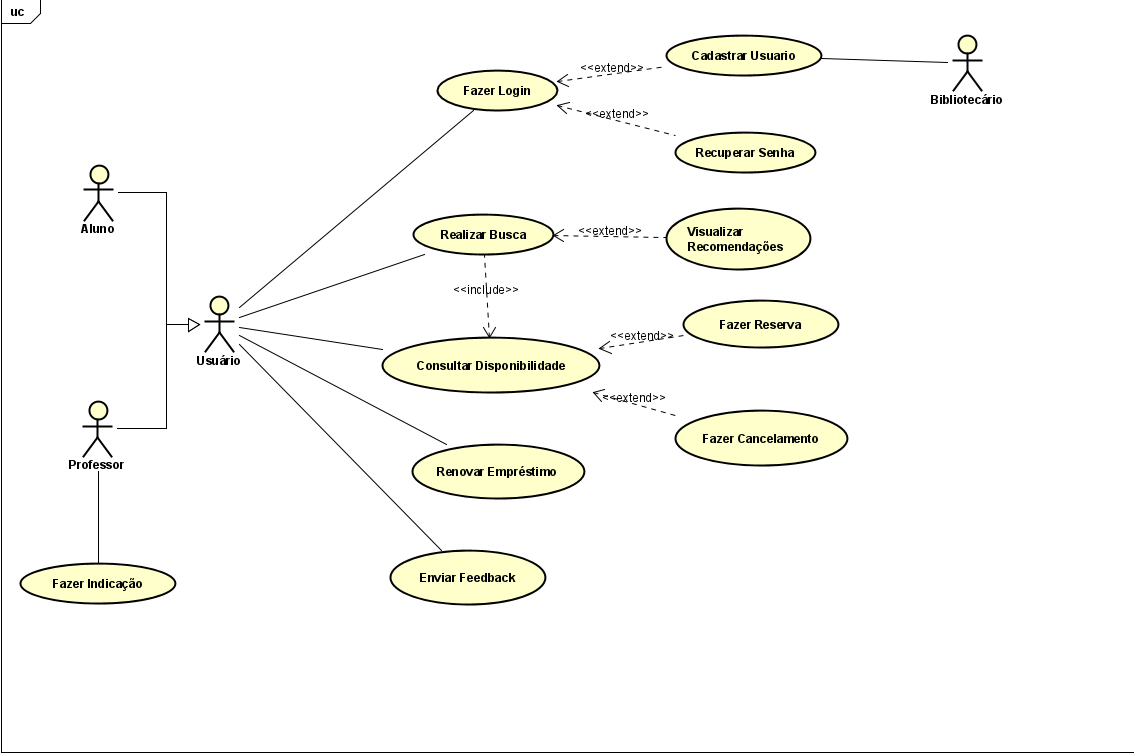 uc
Cadastrar Usuario
<<extend>>
Fazer Login
Bibliotecário
<<extend>>
Recuperar Senha
Aluno
Realizar Busca
<<extend>>
Visualizar
Recomendações
<<include>>
Fazer Reserva
<<extend>>
Usuário
Consultar Disponibilidade
<<extend>>
Fazer Cancelamento
Professor
Renovar Empréstimo
Fazer Indicação
Enviar Feedback